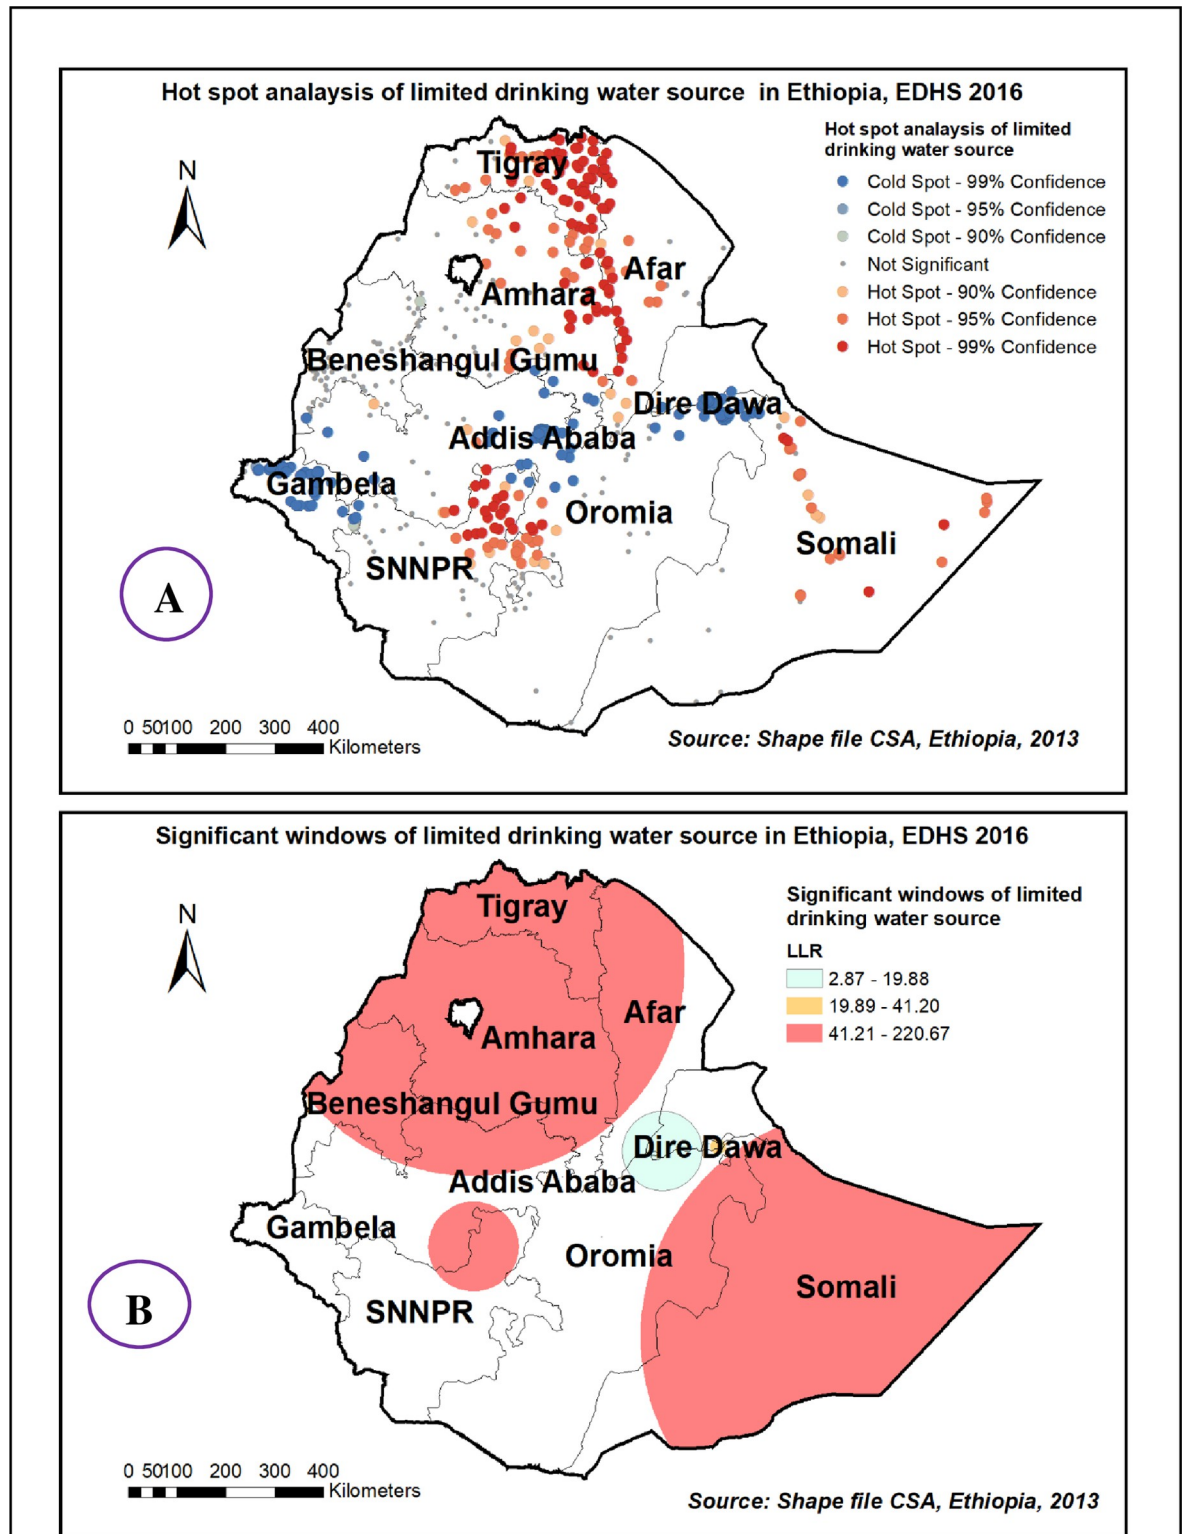 Hot spot analaysis of limited drinking water source in Ethiopia, EDHS 2016
Hot spot analaysis of limited
drinking water source
Cold Spot - 99% Confidence
Cold Spot - 95% Confidence
Cold Spot - 90% Confidence
Not Significant
Hot Spot - 90% Confidence
Hot Spot - 95% Confidence
Hot Spot - 99% Confidence
N
Tigray
Afar
Amhara
Beneshangul Gumu
Dire Dawa
Addis Ababa
Gambela
Oromia
Somali
SNNPR
A
0 50100 200 300 400
Kilometers
Source: Shape file CSA, Ethiopia, 2013
Significant windows of limited drinking water source in Ethiopia, EDHS 2016
Significant windows of limited
drinking water source
LLR
2.87 - 19.88
19.89 - 41.20
41.21 - 220.67
N
Tigray
Afar
Amhara
Beneshangul Gumu
Dire Dawa
Addis Ababa
Gambela
Oromia
Somali
SNNPR
B
0 50100 200 300 400
Kilometers
Source: Shape file CSA, Ethiopia, 2013